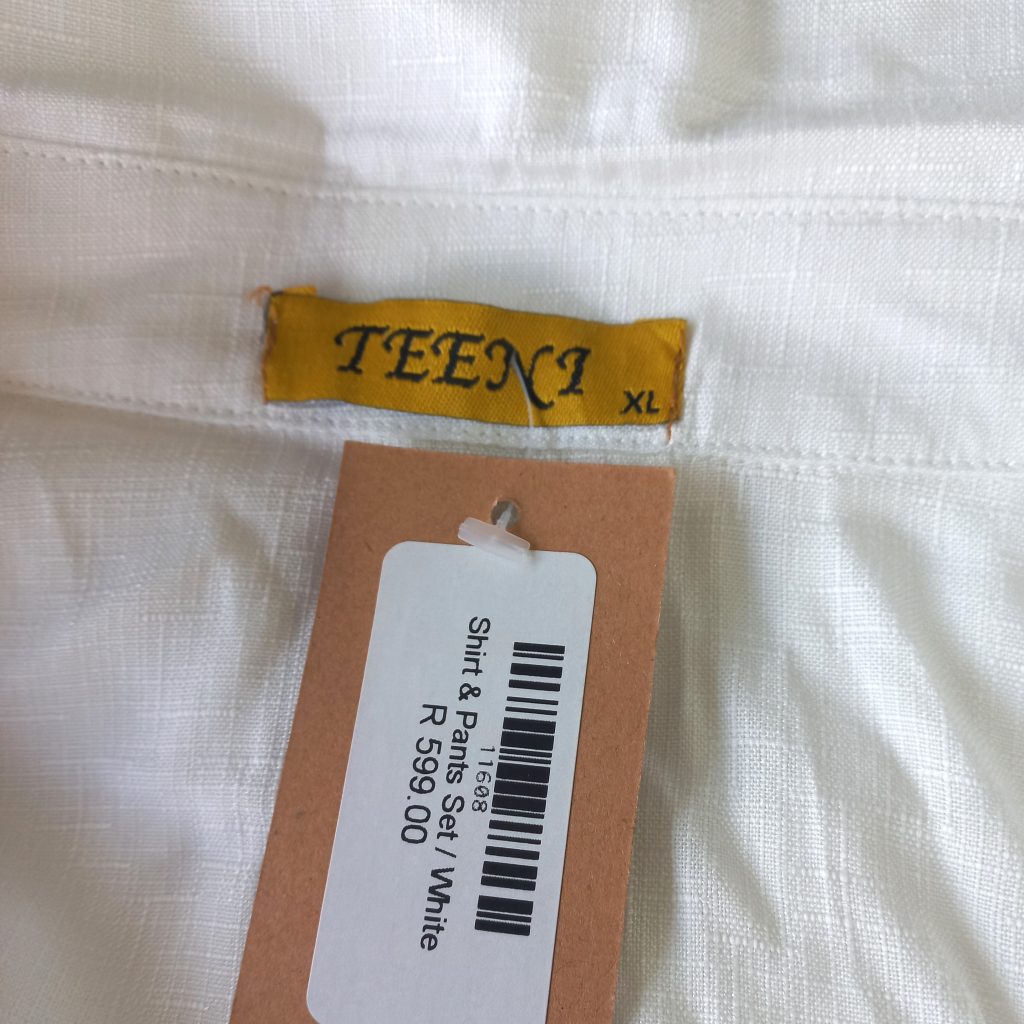 TEENI
XL
11608
Shirt & Pants Set / White
R 599.00